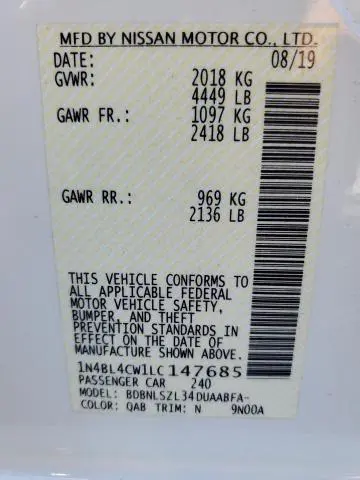 MFD BY NISSAN MOTOR CO., LTD.
DATE: 08/19
GVWR: 2018 KG
4449 LB
GAWR FR.: 1097 KG
2418 LB
GAWR RR.: 969 KG
2136 LB
THIS VEHICLE CONFORMS TO
ALL APPLICABLE FEDERAL
MOTOR VEHICLE SAFETY,
BUMPER, AND THEFT
PREVENTION STANDARDS IN
EFFECT ON THE DATE OF
MANUFACTURE SHOWN ABOVE.
1N4BL4CW1LC147685
PASSENGER CAR 240
MODEL: BDBNLSZL34DUAABFA-
COLOR: QAB TRIM: N 9N00A